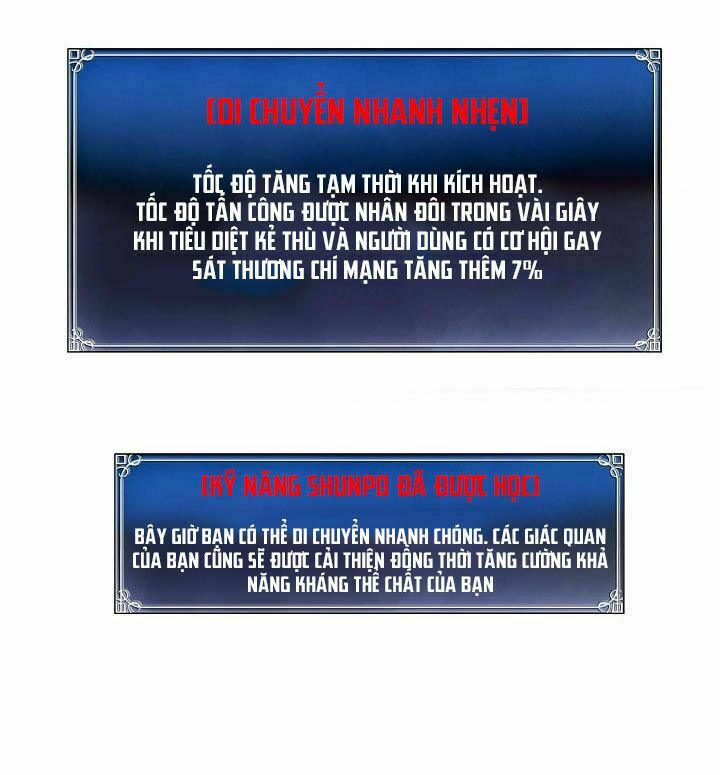 [DI CHUYỂN NHANH NHẸN]
TỐC ĐỘ TĂNG TẠM THỜI KHI KÍCH HOẠT.
TỐC ĐỘ TẤN CÔNG ĐƯỢC NHÂN ĐÔI TRONG VÀI GIÂY
KHI TIÊU DIỆT KẺ THÙ VÀ NGƯỜI DÙNG CÓ CƠ HỘI GAY
SÁT THƯƠNG CHÍ MẠNG TĂNG THÊM 7%
[KỸ NĂNG SHUNPO ĐÃ ĐƯỢC HỌC]
BÂY GIỜ BẠN CÓ THỂ DI CHUYỂN NHANH CHÓNG. CÁC GIÁC QUAN
CỦA BẠN CŨNG SẼ ĐƯỢC CẢI THIỆN ĐỒNG THỜI TĂNG CƯỜNG KHẢ
NĂNG KHÁNG THỂ CHẤT CỦA BẠN